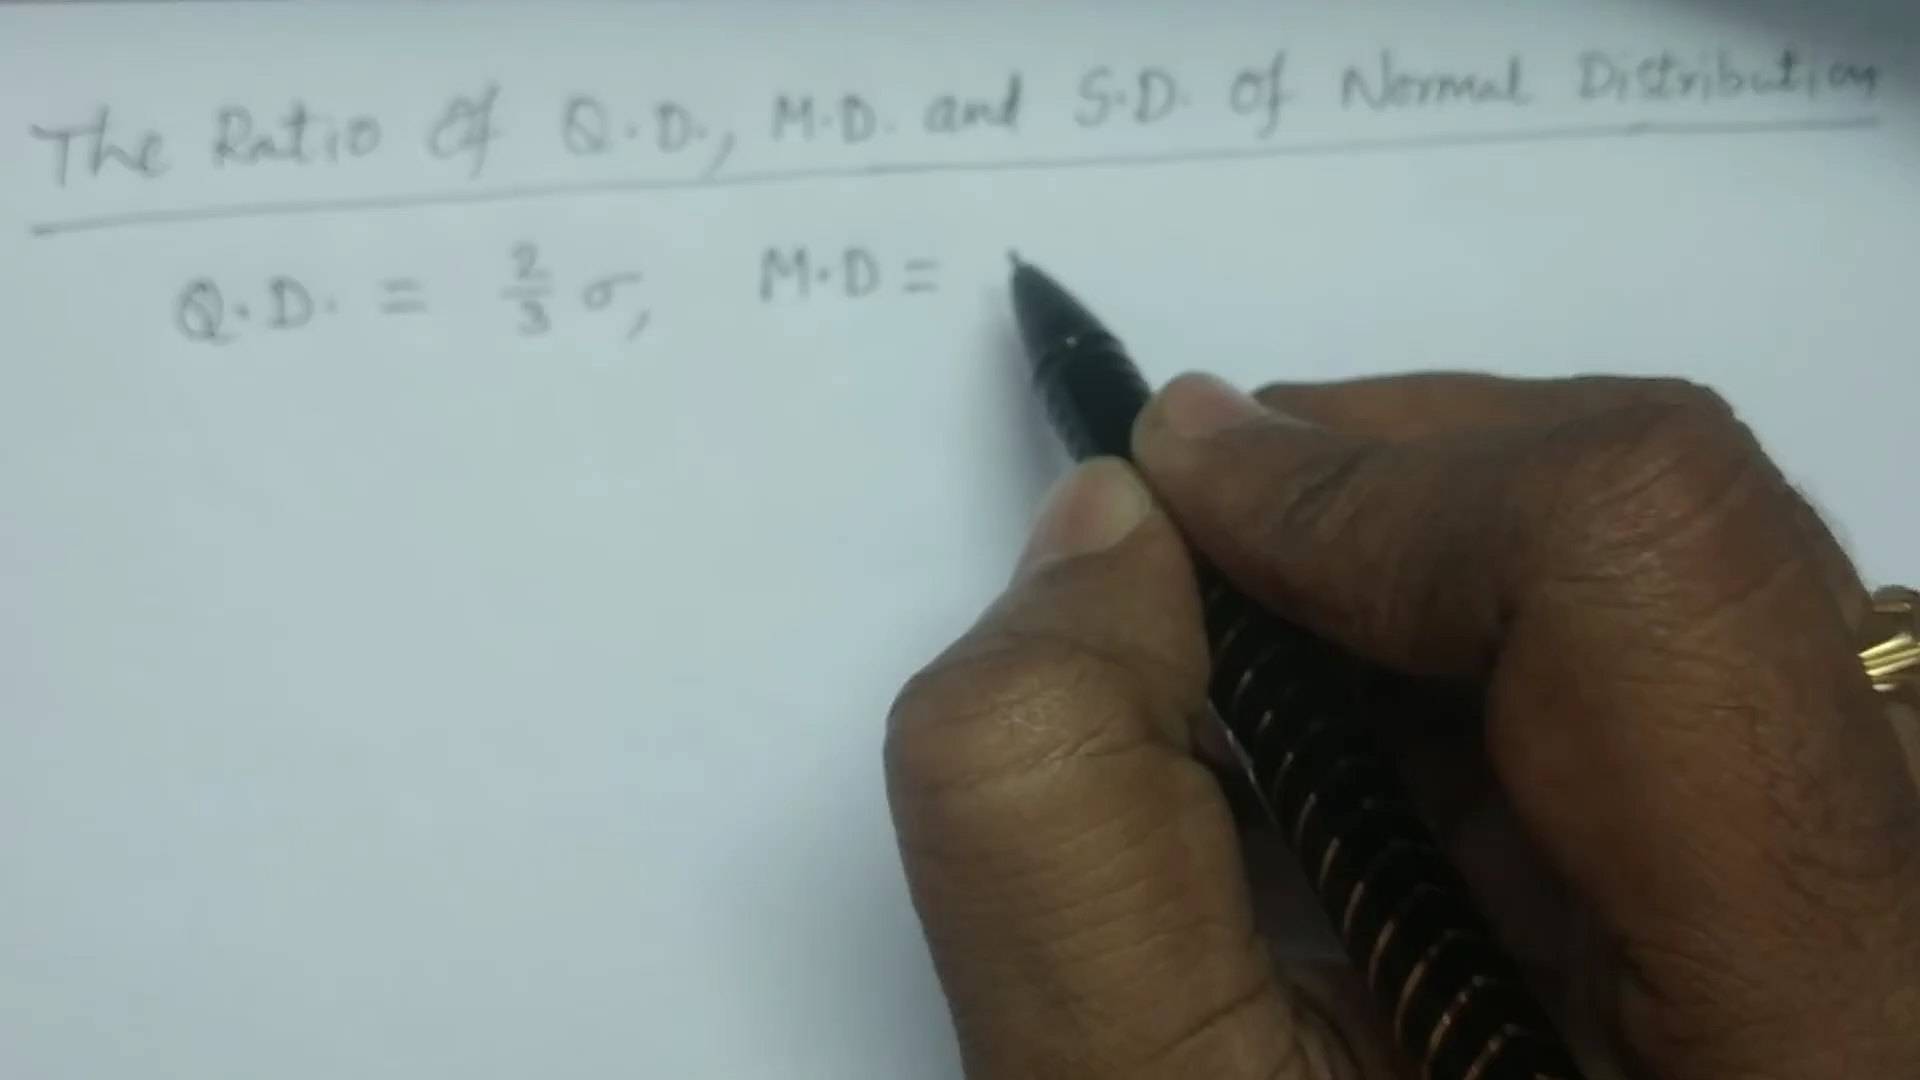 The Ratio Of Q.D., M.D. and S.D. of Normal Distribution
Q.D. = 2/3 σ, M.D =